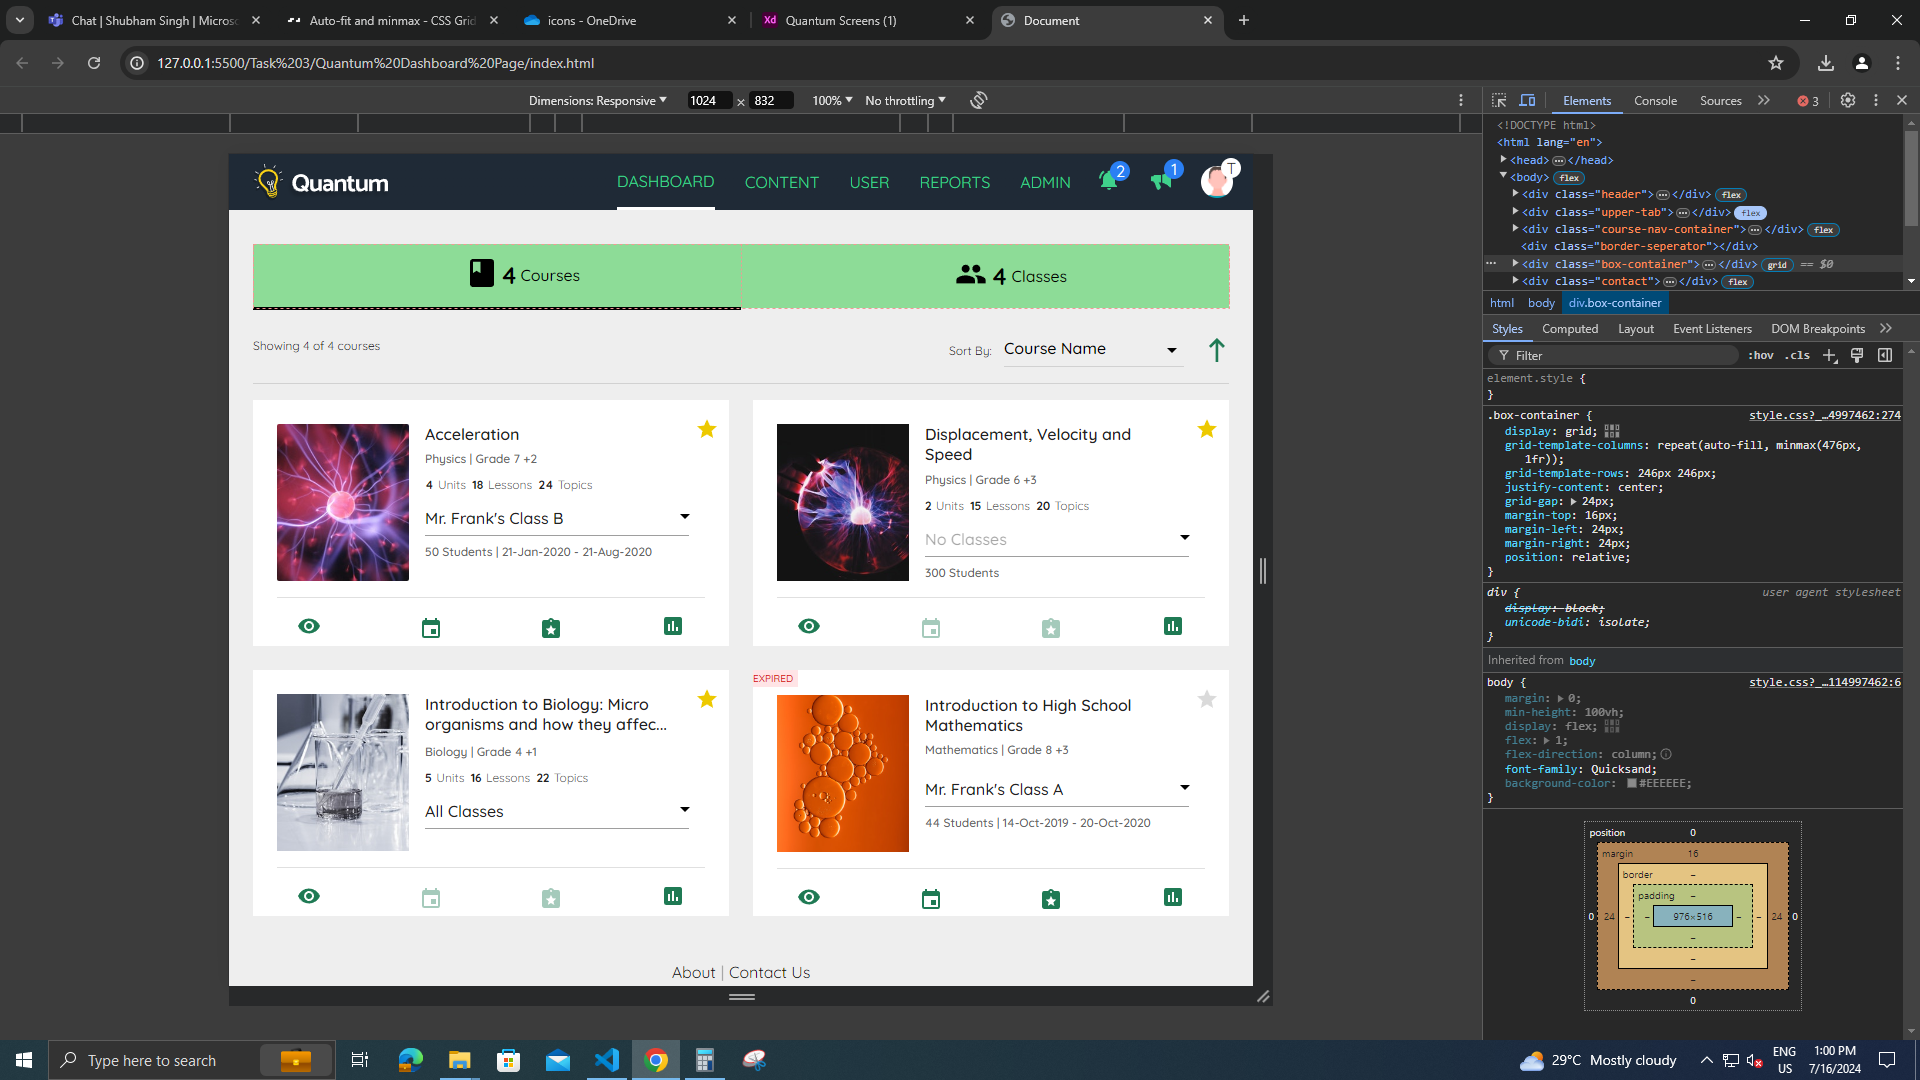 Chat | Shubham Singh | Microso
Auto-fit and minmax - CSS Grid
icons - OneDrive
Xd
Quantum Screens (1)
Document
127.0.0.1:5500/Task%203/Quantum%20Dashboard%20Page/index.html
Dimensions: Responsive
1024 × 832
100%
No throttling
Elements
Console
Sources
3
Quantum
DASHBOARD
CONTENT
USER
REPORTS
ADMIN
2
1
T
4 Courses
4 Classes
Showing 4 of 4 courses
Sort By:
Course Name
Acceleration
Physics | Grade 7 +2
4 Units 18 Lessons 24 Topics
Mr. Frank's Class B
50 Students | 21-Jan-2020 - 21-Aug-2020
Displacement, Velocity and
Speed
Physics | Grade 6 +3
2 Units 15 Lessons 20 Topics
No Classes
300 Students
Introduction to Biology: Micro
organisms and how they affec...
Biology | Grade 4 +1
5 Units 16 Lessons 22 Topics
All Classes
EXPIRED
Introduction to High School
Mathematics
Mathematics | Grade 8 +3
Mr. Frank's Class A
44 Students | 14-Oct-2019 - 20-Oct-2020
About | Contact Us
<!DOCTYPE html>
<html lang="en">
<head> ⋯ </head>
<body> flex
<div class="header"> ⋯ </div> flex
<div class="upper-tab"> ⋯ </div> flex
<div class="course-nav-container"> ⋯ </div> flex
<div class="border-seperator"></div>
⋯ <div class="box-container"> ⋯ </div> grid == $0
<div class="contact"> ⋯ </div> flex
html body div.box-container
Styles Computed Layout Event Listeners DOM Breakpoints
Filter
:hov .cls
element.style {
}
.box-container {
style.css?_…4997462:274
display: grid;
grid-template-columns: repeat(auto-fill, minmax(476px,
1fr));
grid-template-rows: 246px 246px;
justify-content: center;
grid-gap: 24px;
margin-top: 16px;
margin-left: 24px;
margin-right: 24px;
position: relative;
}
div {
user agent stylesheet
display: block;
unicode-bidi: isolate;
}
Inherited from body
body {
style.css?_…114997462:6
margin: 0;
min-height: 100vh;
display: flex;
flex: 1;
flex-direction: column;
font-family: Quicksand;
background-color: #EEEEEE;
}
position 0
margin 16
border –
padding –
0 24 – – 976×516 – – 24 0
–
–
–
0
Type here to search
29°C Mostly cloudy
ENG
US
1:00 PM
7/16/2024